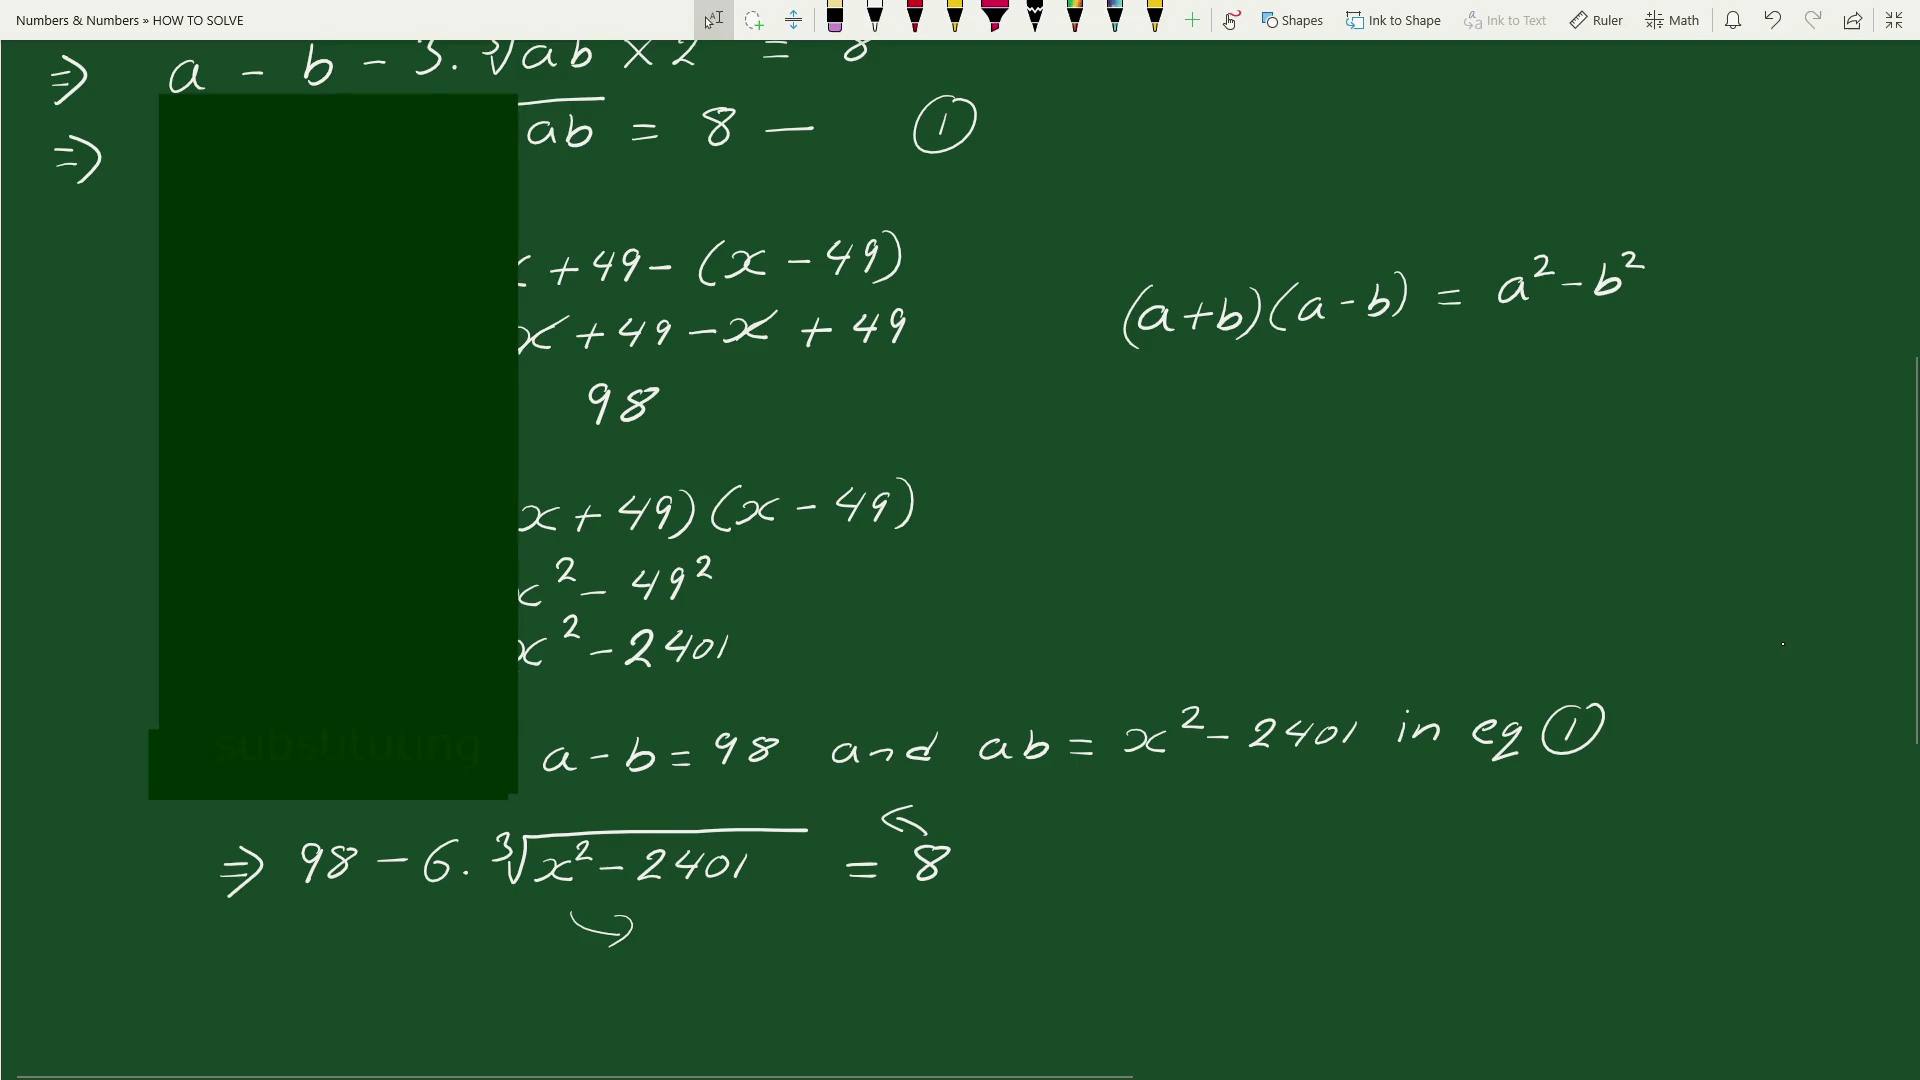 Numbers & Numbers » HOW TO SOLVE
Shapes Ink to Shape Ink to Text Ruler Math
⇒ a - b - 3. ∛ab × 2 = 8
⇒ ab = 8 — ①
+ 49 - (x - 49)
x + 49 - x + 49
(a+b)(a-b) = a² - b²
98
x + 49) (x - 49)
x² - 49²
x² - 2401
substituting a - b = 98 and ab = x² - 2401 in eq ①
⇒ 98 - 6. ∛x² - 2401 = 8